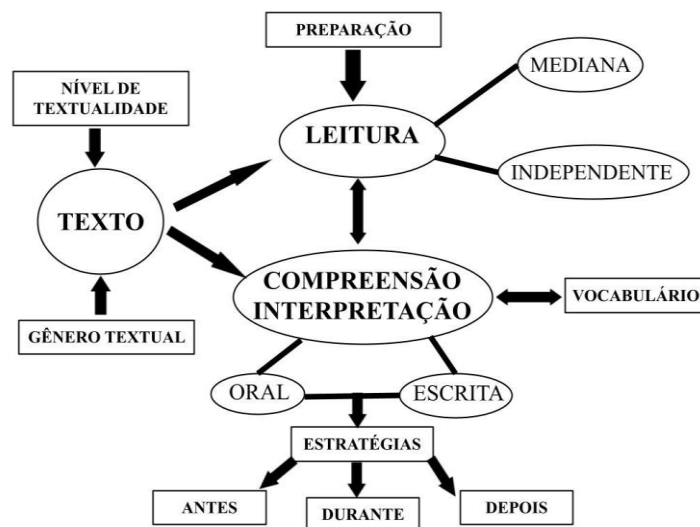 PREPARAÇÃO
MEDIANA
NÍVEL DE
TEXTUALIDADE
LEITURA
INDEPENDENTE
TEXTO
COMPREENSÃO
INTERPRETAÇÃO
VOCABULÁRIO
GÊNERO TEXTUAL
ORAL
ESCRITA
ESTRATÉGIAS
ANTES
DURANTE
DEPOIS